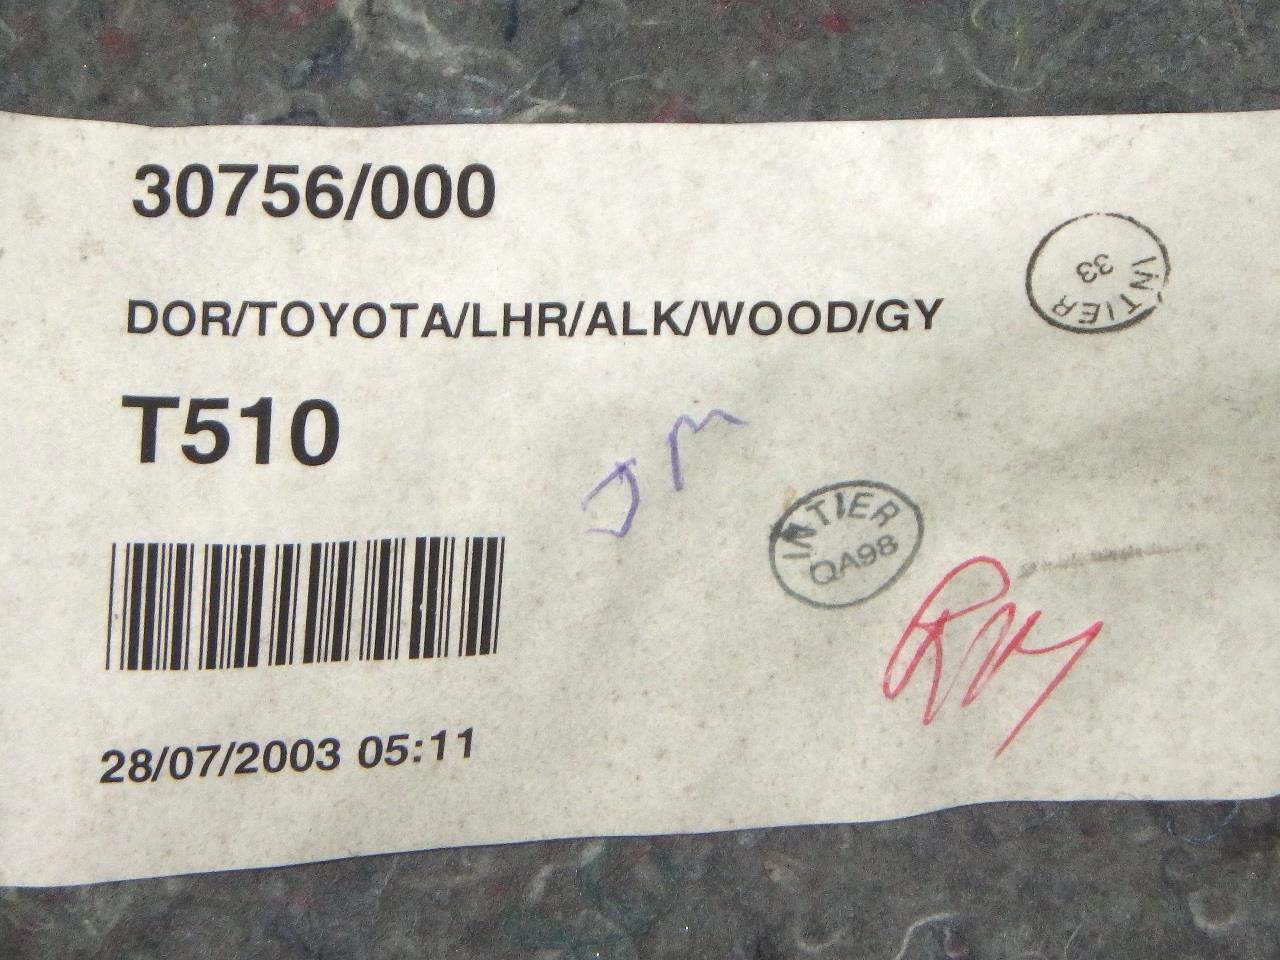 30756/000
INTIER
33
DOR/TOYOTA/LHR/ALK/WOOD/GY
T510
INTIER
QA98
28/07/2003 05:11